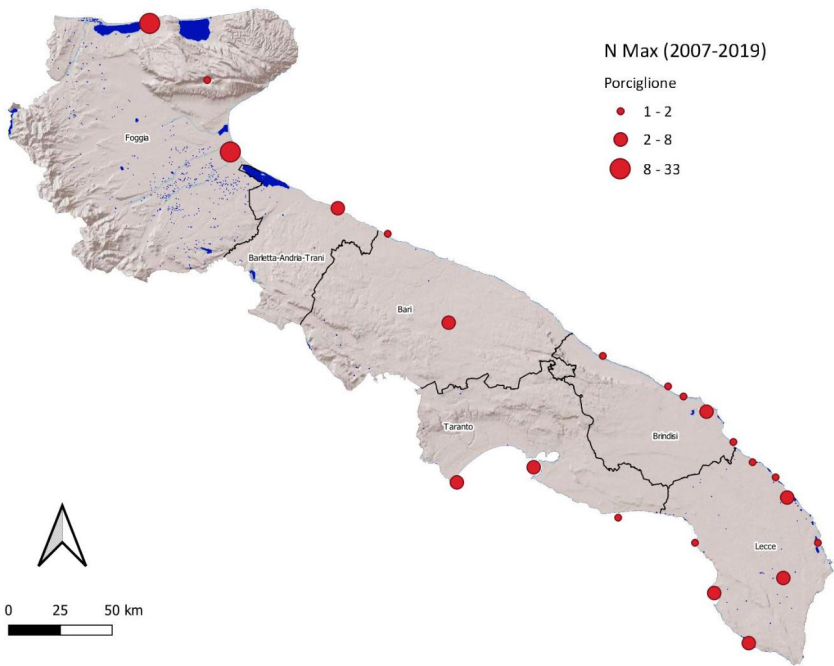 N Max (2007-2019)
Porciglione
1 - 2
2 - 8
8 - 33
Foggia
Barletta-Andria-Trani
Bari
Taranto
Brindisi
Lecce
0 25 50 km